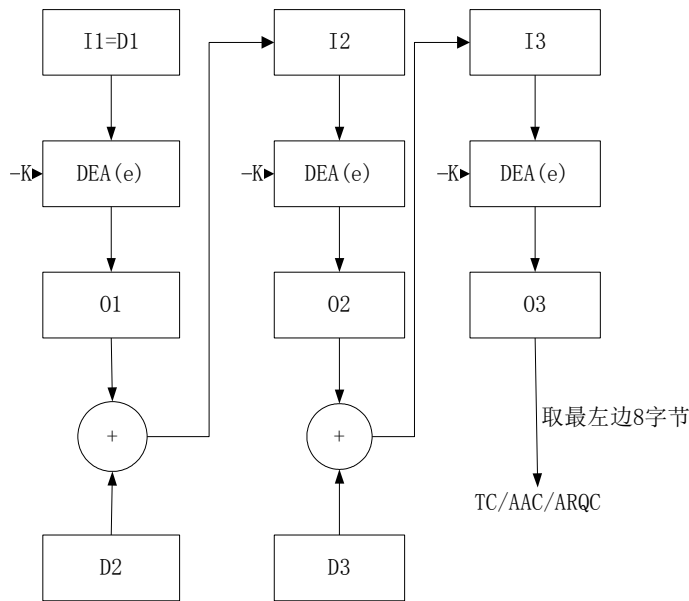 I1=D1
I2
I3
K
DEA(e)
K
DEA(e)
K
DEA(e)
O1
O2
O3
+
+
取最左边8字节
TC/AAC/ARQC
D2
D3